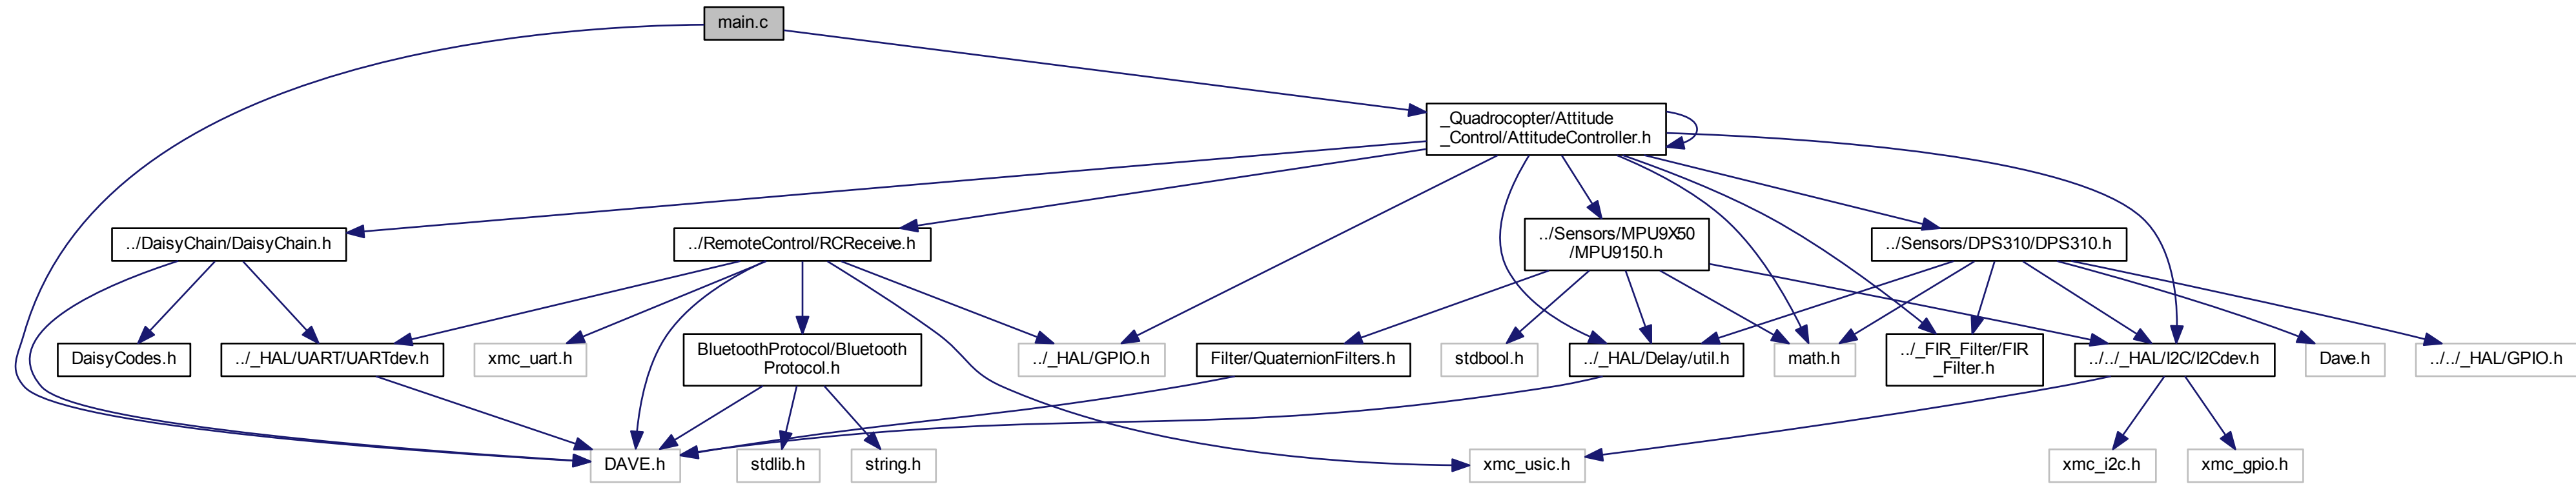 main.c
_Quadrocopter/Attitude
_Control/AttitudeController.h
../DaisyChain/DaisyChain.h
../RemoteControl/RCReceive.h
../Sensors/MPU9X50
/MPU9150.h
../Sensors/DPS310/DPS310.h
DaisyCodes.h
../_HAL/UART/UARTdev.h
xmc_uart.h
BluetoothProtocol/Bluetooth
Protocol.h
../_HAL/GPIO.h
Filter/QuaternionFilters.h
stdbool.h
../_HAL/Delay/util.h
math.h
../_FIR_Filter/FIR
_Filter.h
../../_HAL/I2C/I2Cdev.h
Dave.h
../../_HAL/GPIO.h
DAVE.h
stdlib.h
string.h
xmc_usic.h
xmc_i2c.h
xmc_gpio.h